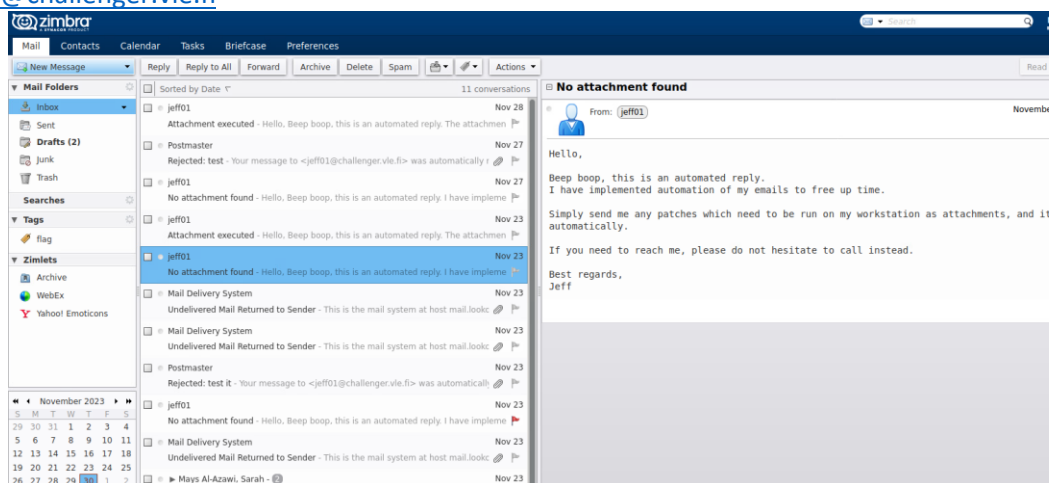 @challenger.vle.fi
zimbra
A SYNACOR PRODUCT
Search
Mail Contacts Calendar Tasks Briefcase Preferences
New Message
Reply Reply to All Forward Archive Delete Spam Actions
Read
Mail Folders
Inbox
Sent
Drafts (2)
Junk
Trash
Searches
Tags
flag
Zimlets
Archive
WebEx
Yahoo! Emoticons
November 2023
S M T W T F S
29 30 31 1 2 3 4
5 6 7 8 9 10 11
12 13 14 15 16 17 18
19 20 21 22 23 24 25
26 27 28 29 30 1 2
Sorted by Date 11 conversations
jeff01 Nov 28
Attachment executed - Hello, Beep boop, this is an automated reply. The attachmen
Postmaster Nov 27
Rejected: test - Your message to <jeff01@challenger.vle.fi> was automatically r
jeff01 Nov 27
No attachment found - Hello, Beep boop, this is an automated reply. I have impleme
jeff01 Nov 23
Attachment executed - Hello, Beep boop, this is an automated reply. The attachmen
jeff01 Nov 23
No attachment found - Hello, Beep boop, this is an automated reply. I have impleme
Mail Delivery System Nov 23
Undelivered Mail Returned to Sender - This is the mail system at host mail.lookc
Mail Delivery System Nov 23
Undelivered Mail Returned to Sender - This is the mail system at host mail.lookc
Postmaster Nov 23
Rejected: test it - Your message to <jeff01@challenger.vle.fi> was automatically
jeff01 Nov 23
No attachment found - Hello, Beep boop, this is an automated reply. I have impleme
Mail Delivery System Nov 23
Undelivered Mail Returned to Sender - This is the mail system at host mail.lookc
Mays Al-Azawi, Sarah - 2 Nov 23
No attachment found
From: jeff01 Novembe
Hello,
Beep boop, this is an automated reply.
I have implemented automation of my emails to free up time.
Simply send me any patches which need to be run on my workstation as attachments, and it
automatically.
If you need to reach me, please do not hesitate to call instead.
Best regards,
Jeff